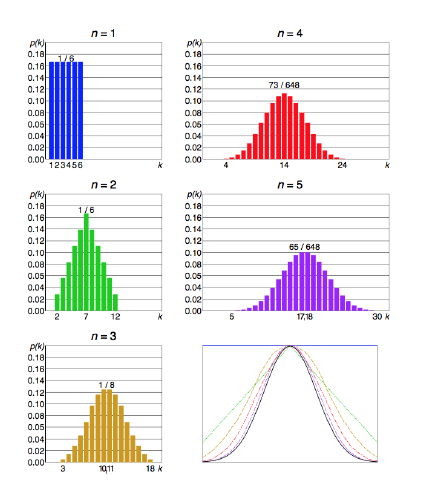 n = 1
p(k)
0.18
0.16
0.14
0.12
0.10
0.08
0.06
0.04
0.02
0.00
1 / 6
1 2 3 4 5 6 k
n = 4
p(k)
0.18
0.16
0.14
0.12
0.10
0.08
0.06
0.04
0.02
0.00
73 / 648
4 14 24 k
n = 2
p(k)
0.18
0.16
0.14
0.12
0.10
0.08
0.06
0.04
0.02
0.00
1 / 6
2 7 12 k
n = 5
p(k)
0.18
0.16
0.14
0.12
0.10
0.08
0.06
0.04
0.02
0.00
65 / 648
5 17,18 30 k
n = 3
p(k)
0.18
0.16
0.14
0.12
0.10
0.08
0.06
0.04
0.02
0.00
1 / 8
3 10,11 18 k